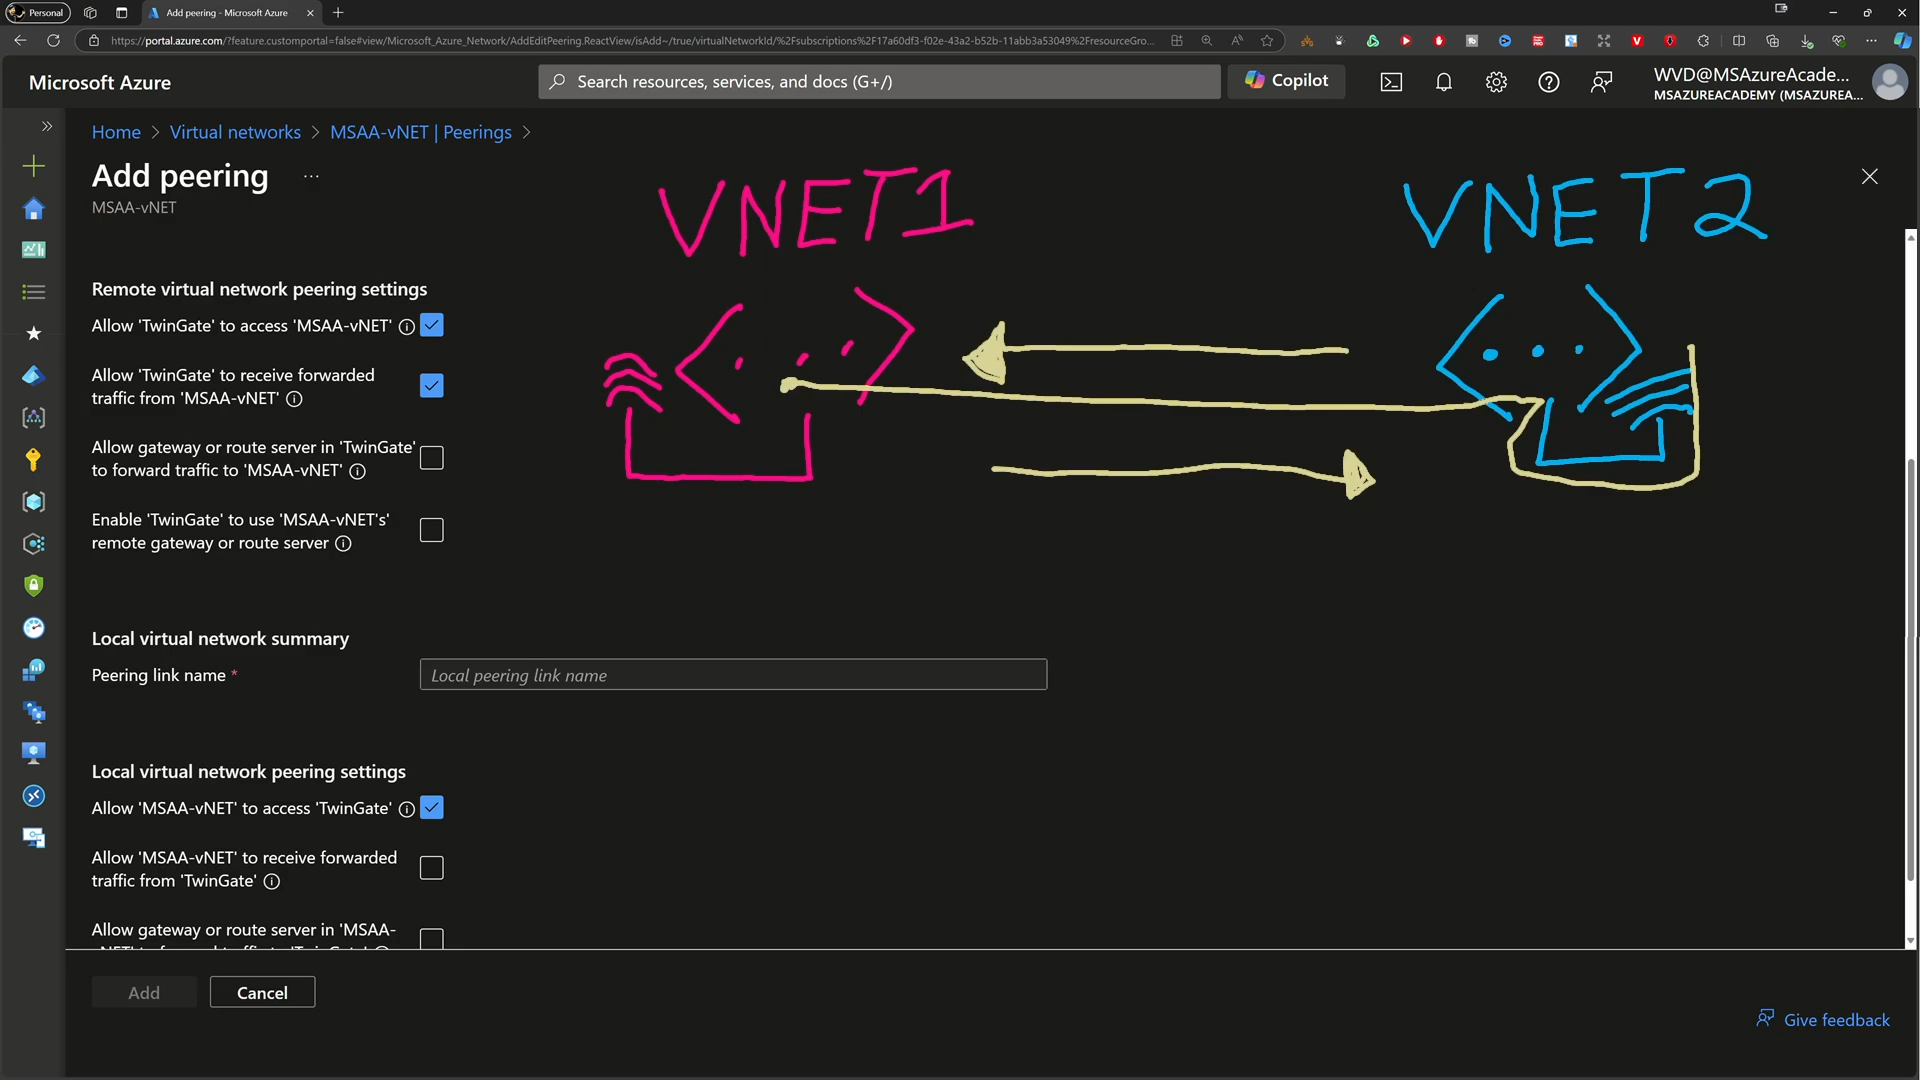 Personal
Add peering - Microsoft Azure
https://portal.azure.com/?feature.customportal=false#view/Microsoft_Azure_Network/AddEditPeering.ReactView/isAdd~/true/virtualNetworkId/%2Fsubscriptions%2F17a60df3-f02e-43a2-b52b-11abb3a53049%2FresourceGro...
Microsoft Azure
Search resources, services, and docs (G+/)
Copilot
WVD@MSAzureAcade...
MSAZUREACADEMY (MSAZUREA...
Home > Virtual networks > MSAA-vNET | Peerings >
Add peering ...
MSAA-vNET
VNET1
VNET2
Remote virtual network peering settings
Allow 'TwinGate' to access 'MSAA-vNET'
Allow 'TwinGate' to receive forwarded
traffic from 'MSAA-vNET'
Allow gateway or route server in 'TwinGate'
to forward traffic to 'MSAA-vNET'
Enable 'TwinGate' to use 'MSAA-vNET's'
remote gateway or route server
Local virtual network summary
Peering link name *
Local peering link name
Local virtual network peering settings
Allow 'MSAA-vNET' to access 'TwinGate'
Allow 'MSAA-vNET' to receive forwarded
traffic from 'TwinGate'
Allow gateway or route server in 'MSAA-
Add
Cancel
Give feedback